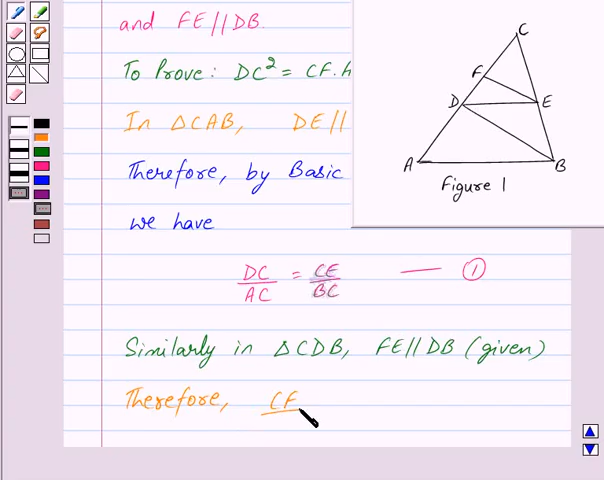 and FE//DB.
To Prove: DC² = CF.
In ΔCAB, DE//
Therefore, by Basic
we have
DC/AC = CE/BC — ①
Similarly in ΔCDB, FE//DB (given)
Therefore, CF
C
F
D E
A B
Figure 1